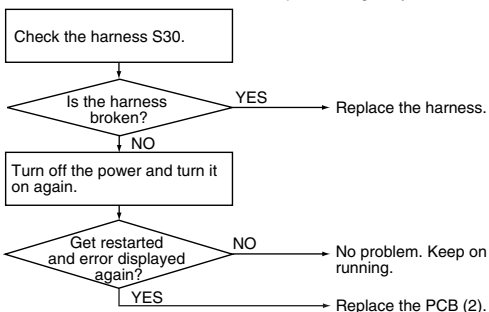 Check the harness S30.
Is the harness
broken?
YES
Replace the harness.
NO
Turn off the power and turn it
on again.
Get restarted
and error displayed
again?
NO
No problem. Keep on
running.
YES
Replace the PCB (2).